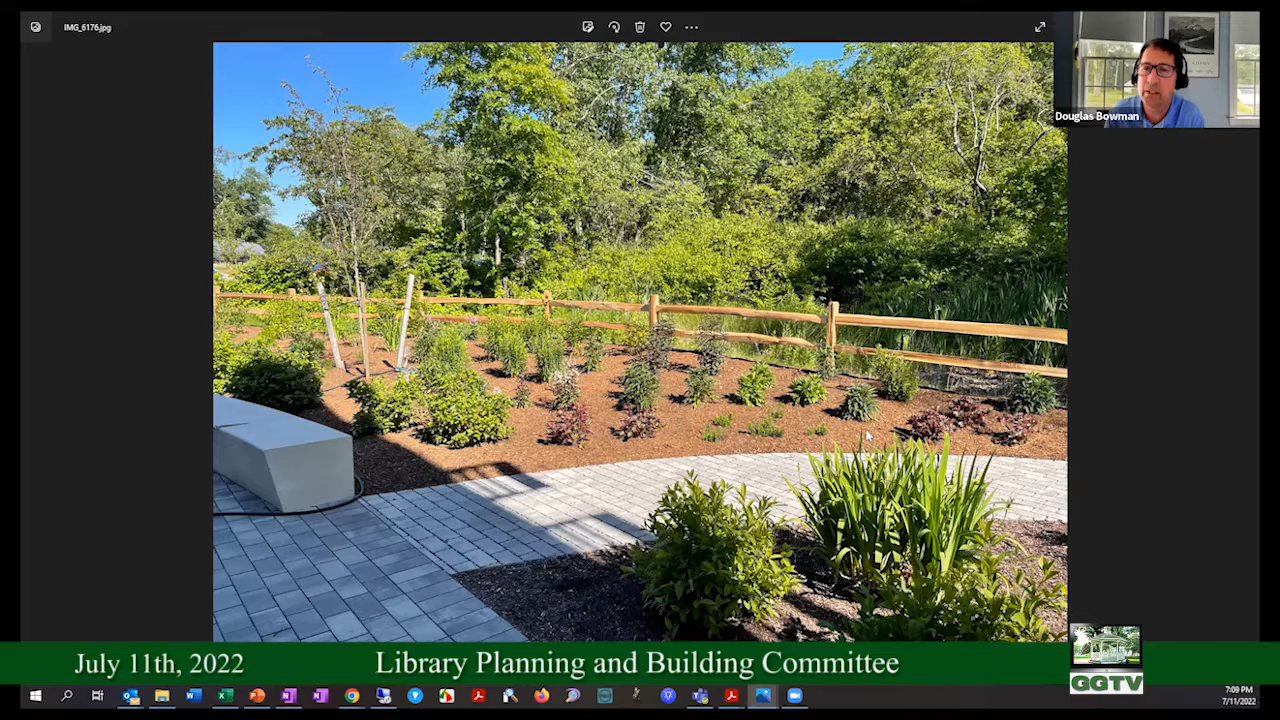 IMG_6176.jpg
Douglas Bowman
July 11th, 2022
Library Planning and Building Committee
GGTV
7:09 PM
7/11/2022